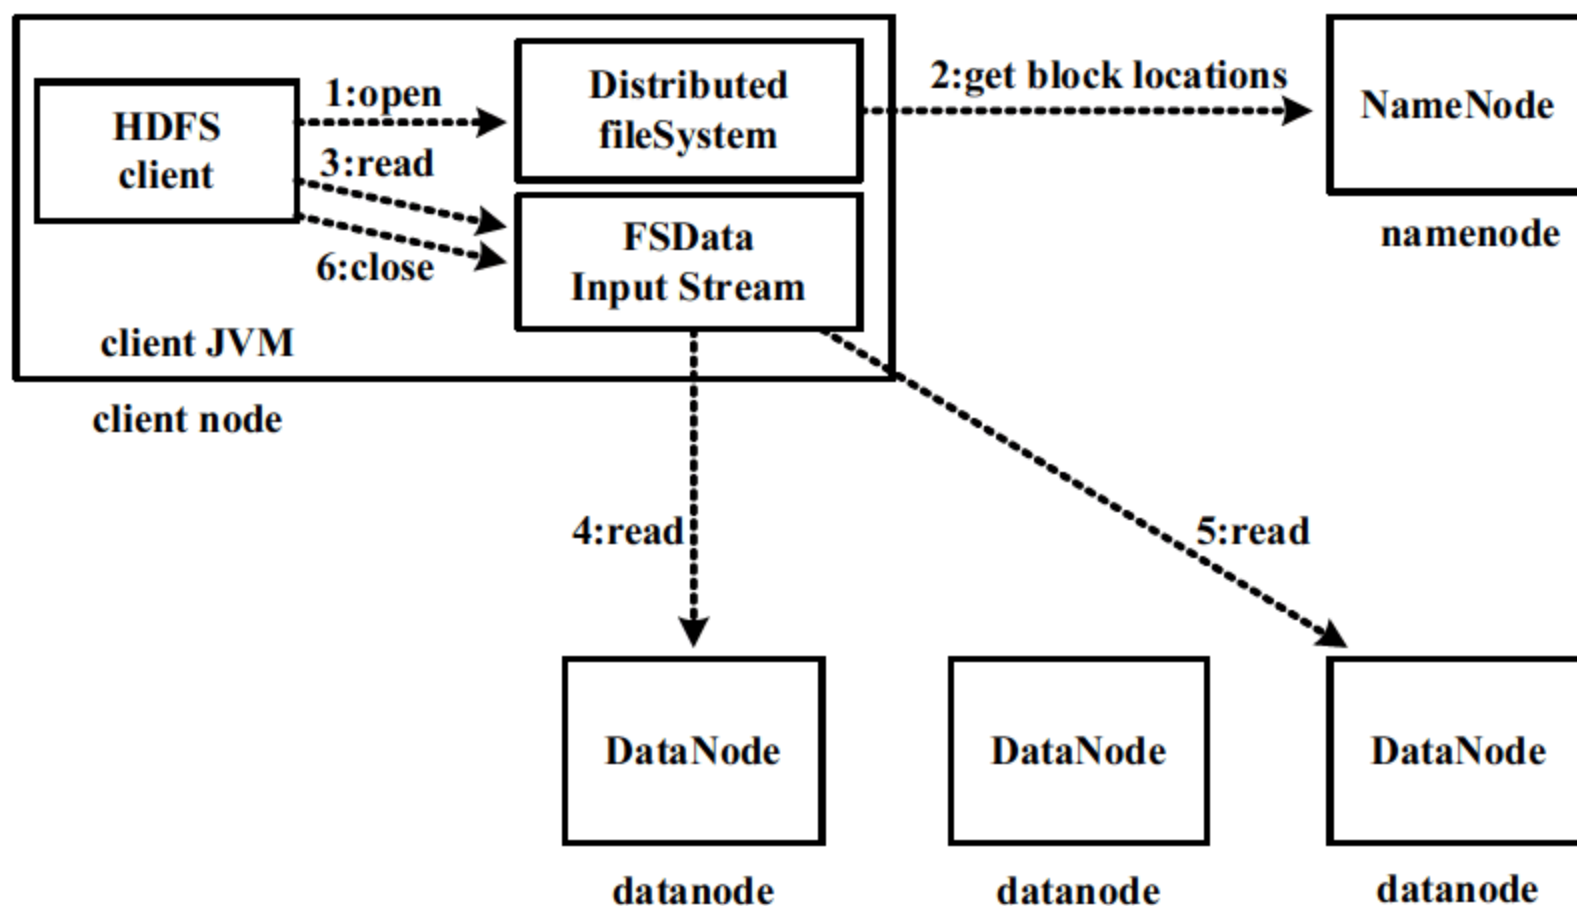 HDFS
client
1:open
3:read
6:close
Distributed
fileSystem
FSData
Input Stream
client JVM
client node
2:get block locations
NameNode
namenode
4:read
5:read
DataNode
DataNode
DataNode
datanode
datanode
datanode